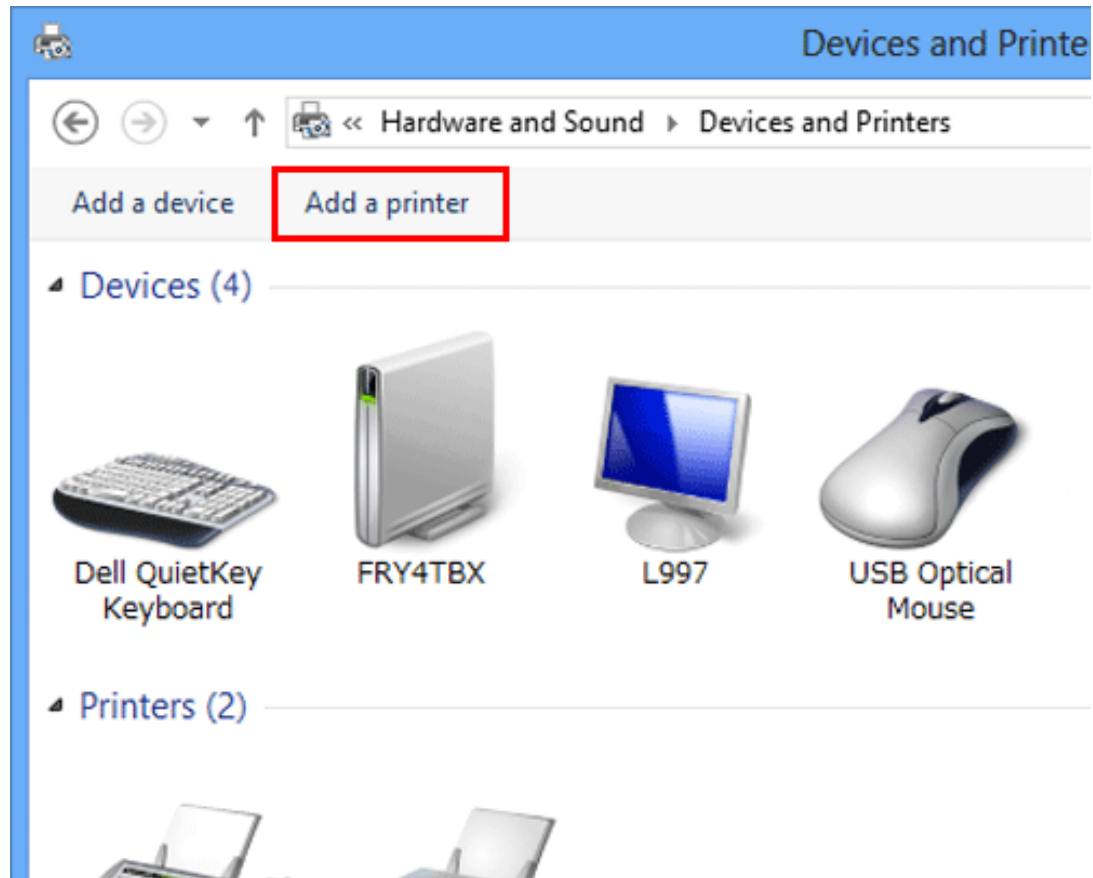 Devices and Printe
« Hardware and Sound ▸ Devices and Printers
Add a device Add a printer
Devices (4)
Dell QuietKey
Keyboard
FRY4TBX
L997
USB Optical
Mouse
Printers (2)